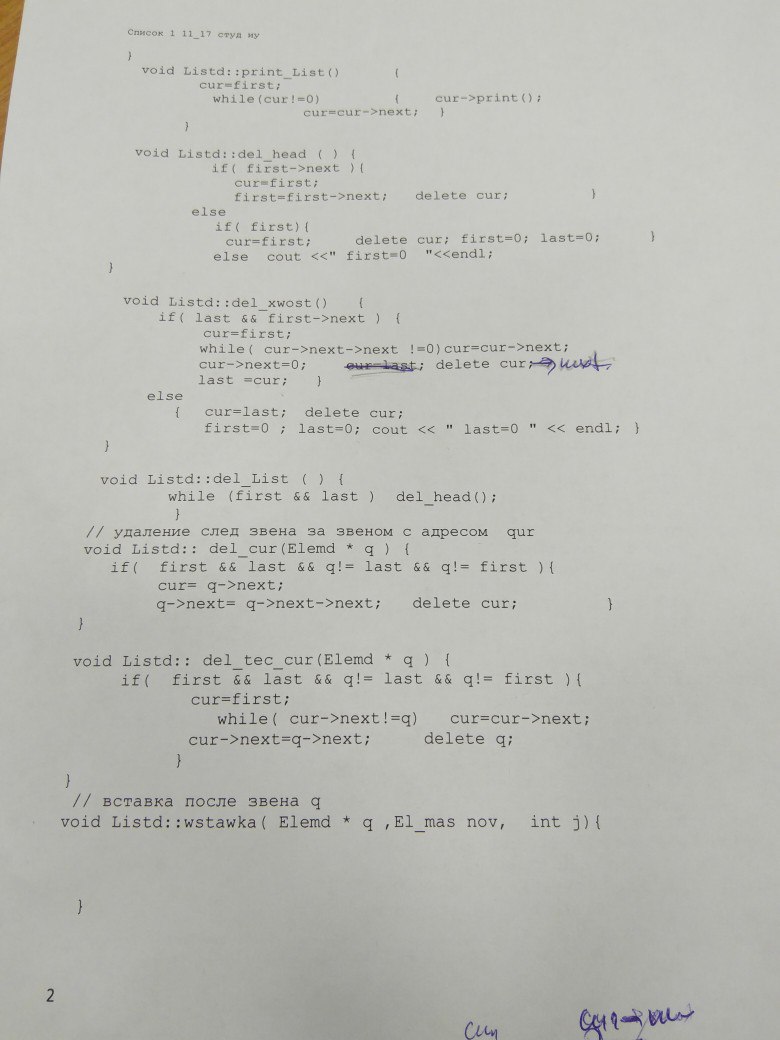 Список 1 11_17 студ му
}
void Listd::print_List() {
cur=first;
while(cur!=0) { cur->print();
cur=cur->next; }
}
void Listd::del_head ( ) {
if( first->next ){
cur=first;
first=first->next; delete cur; }
else
if( first){
cur=first; delete cur; first=0; last=0; }
else cout <<" first=0 "<<endl;
}
void Listd::del_xwost() {
if( last && first->next ) {
cur=first;
while( cur->next->next !=0)cur=cur->next;
cur->next=0; cur=last; delete cur;->next
last =cur; }
else
{ cur=last; delete cur;
first=0 ; last=0; cout << " last=0 " << endl; }
}
void Listd::del_List ( ) {
while (first && last ) del_head();
}
// удаление след звена за звеном с адресом qur
void Listd:: del_cur(Elemd * q ) {
if( first && last && q!= last && q!= first ){
cur= q->next;
q->next= q->next->next; delete cur; }
}
void Listd:: del_tec_cur(Elemd * q ) {
if( first && last && q!= last && q!= first ){
cur=first;
while( cur->next!=q) cur=cur->next;
cur->next=q->next; delete q;
}
}
// вставка после звена q
void Listd::wstawka( Elemd * q ,El_mas nov, int j){
}
2